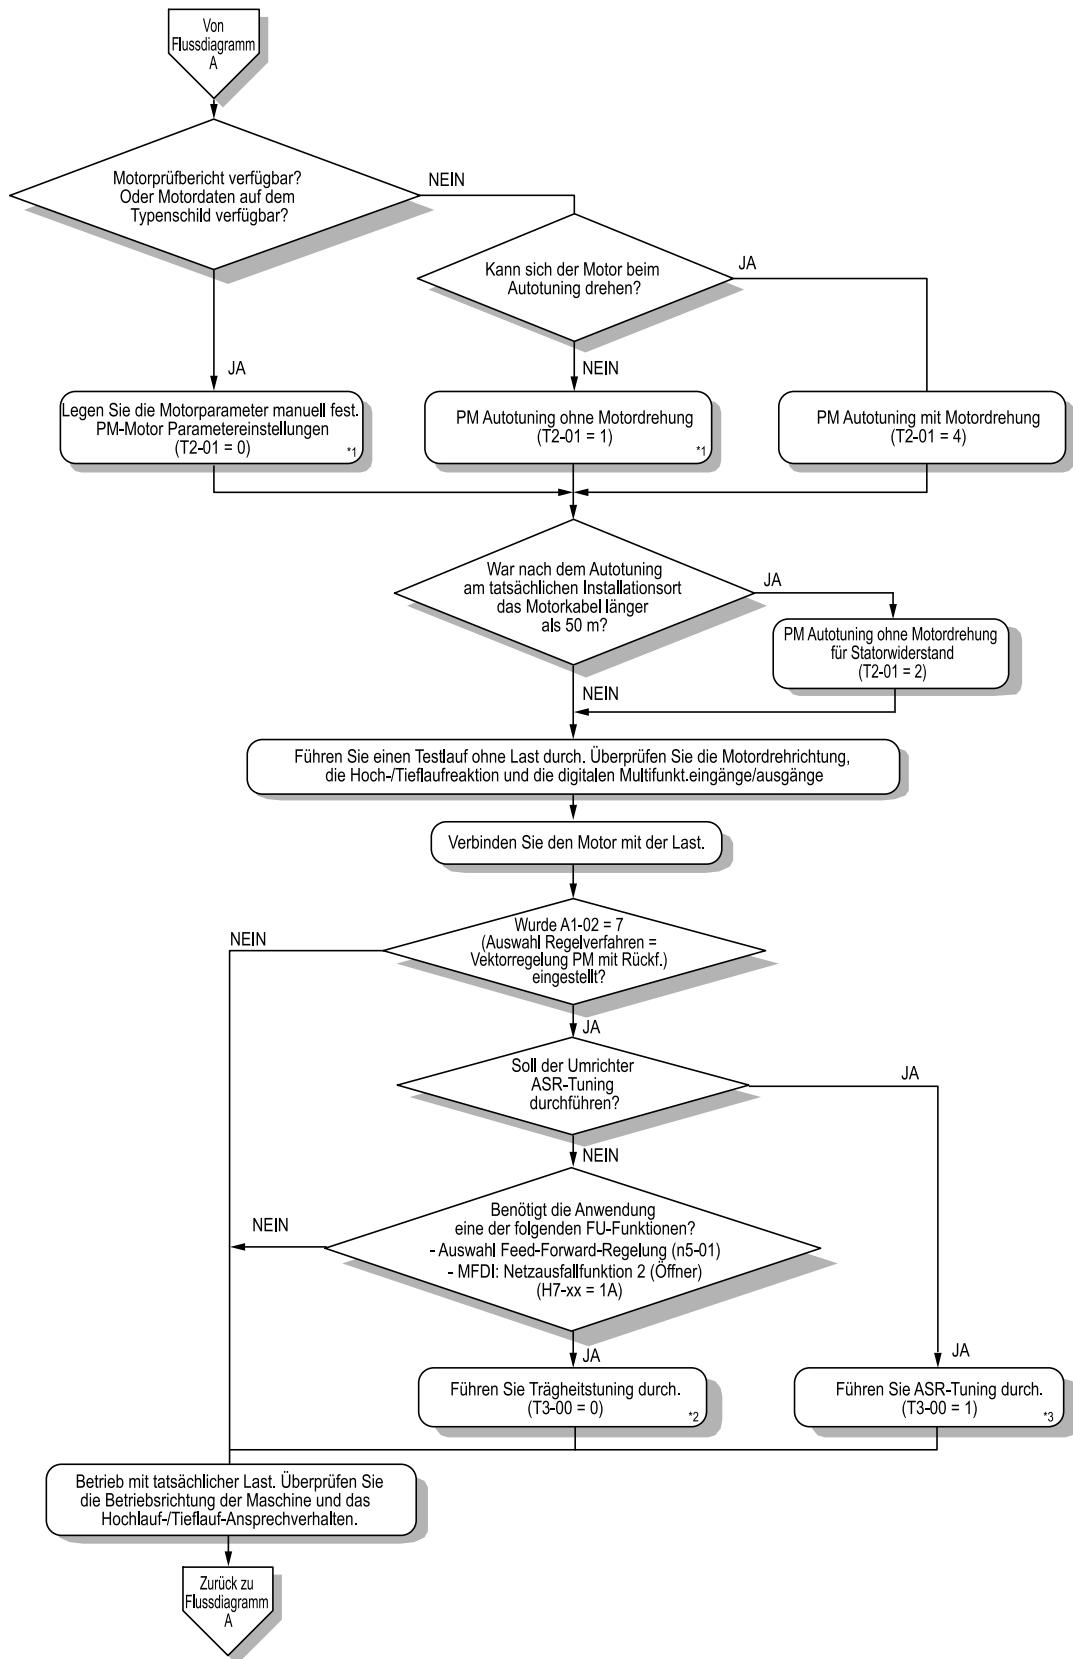 Von
Flussdiagramm
A
Motorprüfbericht verfügbar?
Oder Motordaten auf dem
Typenschild verfügbar?
NEIN
Kann sich der Motor beim
Autotuning drehen?
JA
JA
NEIN
Legen Sie die Motorparameter manuell fest.
PM-Motor Parametereinstellungen
(T2-01 = 0)
*1
PM Autotuning ohne Motordrehung
(T2-01 = 1)
*1
PM Autotuning mit Motordrehung
(T2-01 = 4)
War nach dem Autotuning
am tatsächlichen Installationsort
das Motorkabel länger
als 50 m?
JA
PM Autotuning ohne Motordrehung
für Statorwiderstand
(T2-01 = 2)
NEIN
Führen Sie einen Testlauf ohne Last durch. Überprüfen Sie die Motordrehrichtung,
die Hoch-/Tieflaufreaktion und die digitalen Multifunkt.eingänge/ausgänge
Verbinden Sie den Motor mit der Last.
Wurde A1-02 = 7
(Auswahl Regelverfahren =
Vektorregelung PM mit Rückf.)
eingestellt?
NEIN
JA
Soll der Umrichter
ASR-Tuning
durchführen?
JA
NEIN
Benötigt die Anwendung
eine der folgenden FU-Funktionen?
- Auswahl Feed-Forward-Regelung (n5-01)
- MFDI: Netzausfallfunktion 2 (Öffner)
(H7-xx = 1A)
NEIN
JA
JA
Führen Sie Trägheitstuning durch.
(T3-00 = 0)
*2
Führen Sie ASR-Tuning durch.
(T3-00 = 1)
*3
Betrieb mit tatsächlicher Last. Überprüfen Sie
die Betriebsrichtung der Maschine und das
Hochlauf-/Tieflauf-Ansprechverhalten.
Zurück zu
Flussdiagramm
A